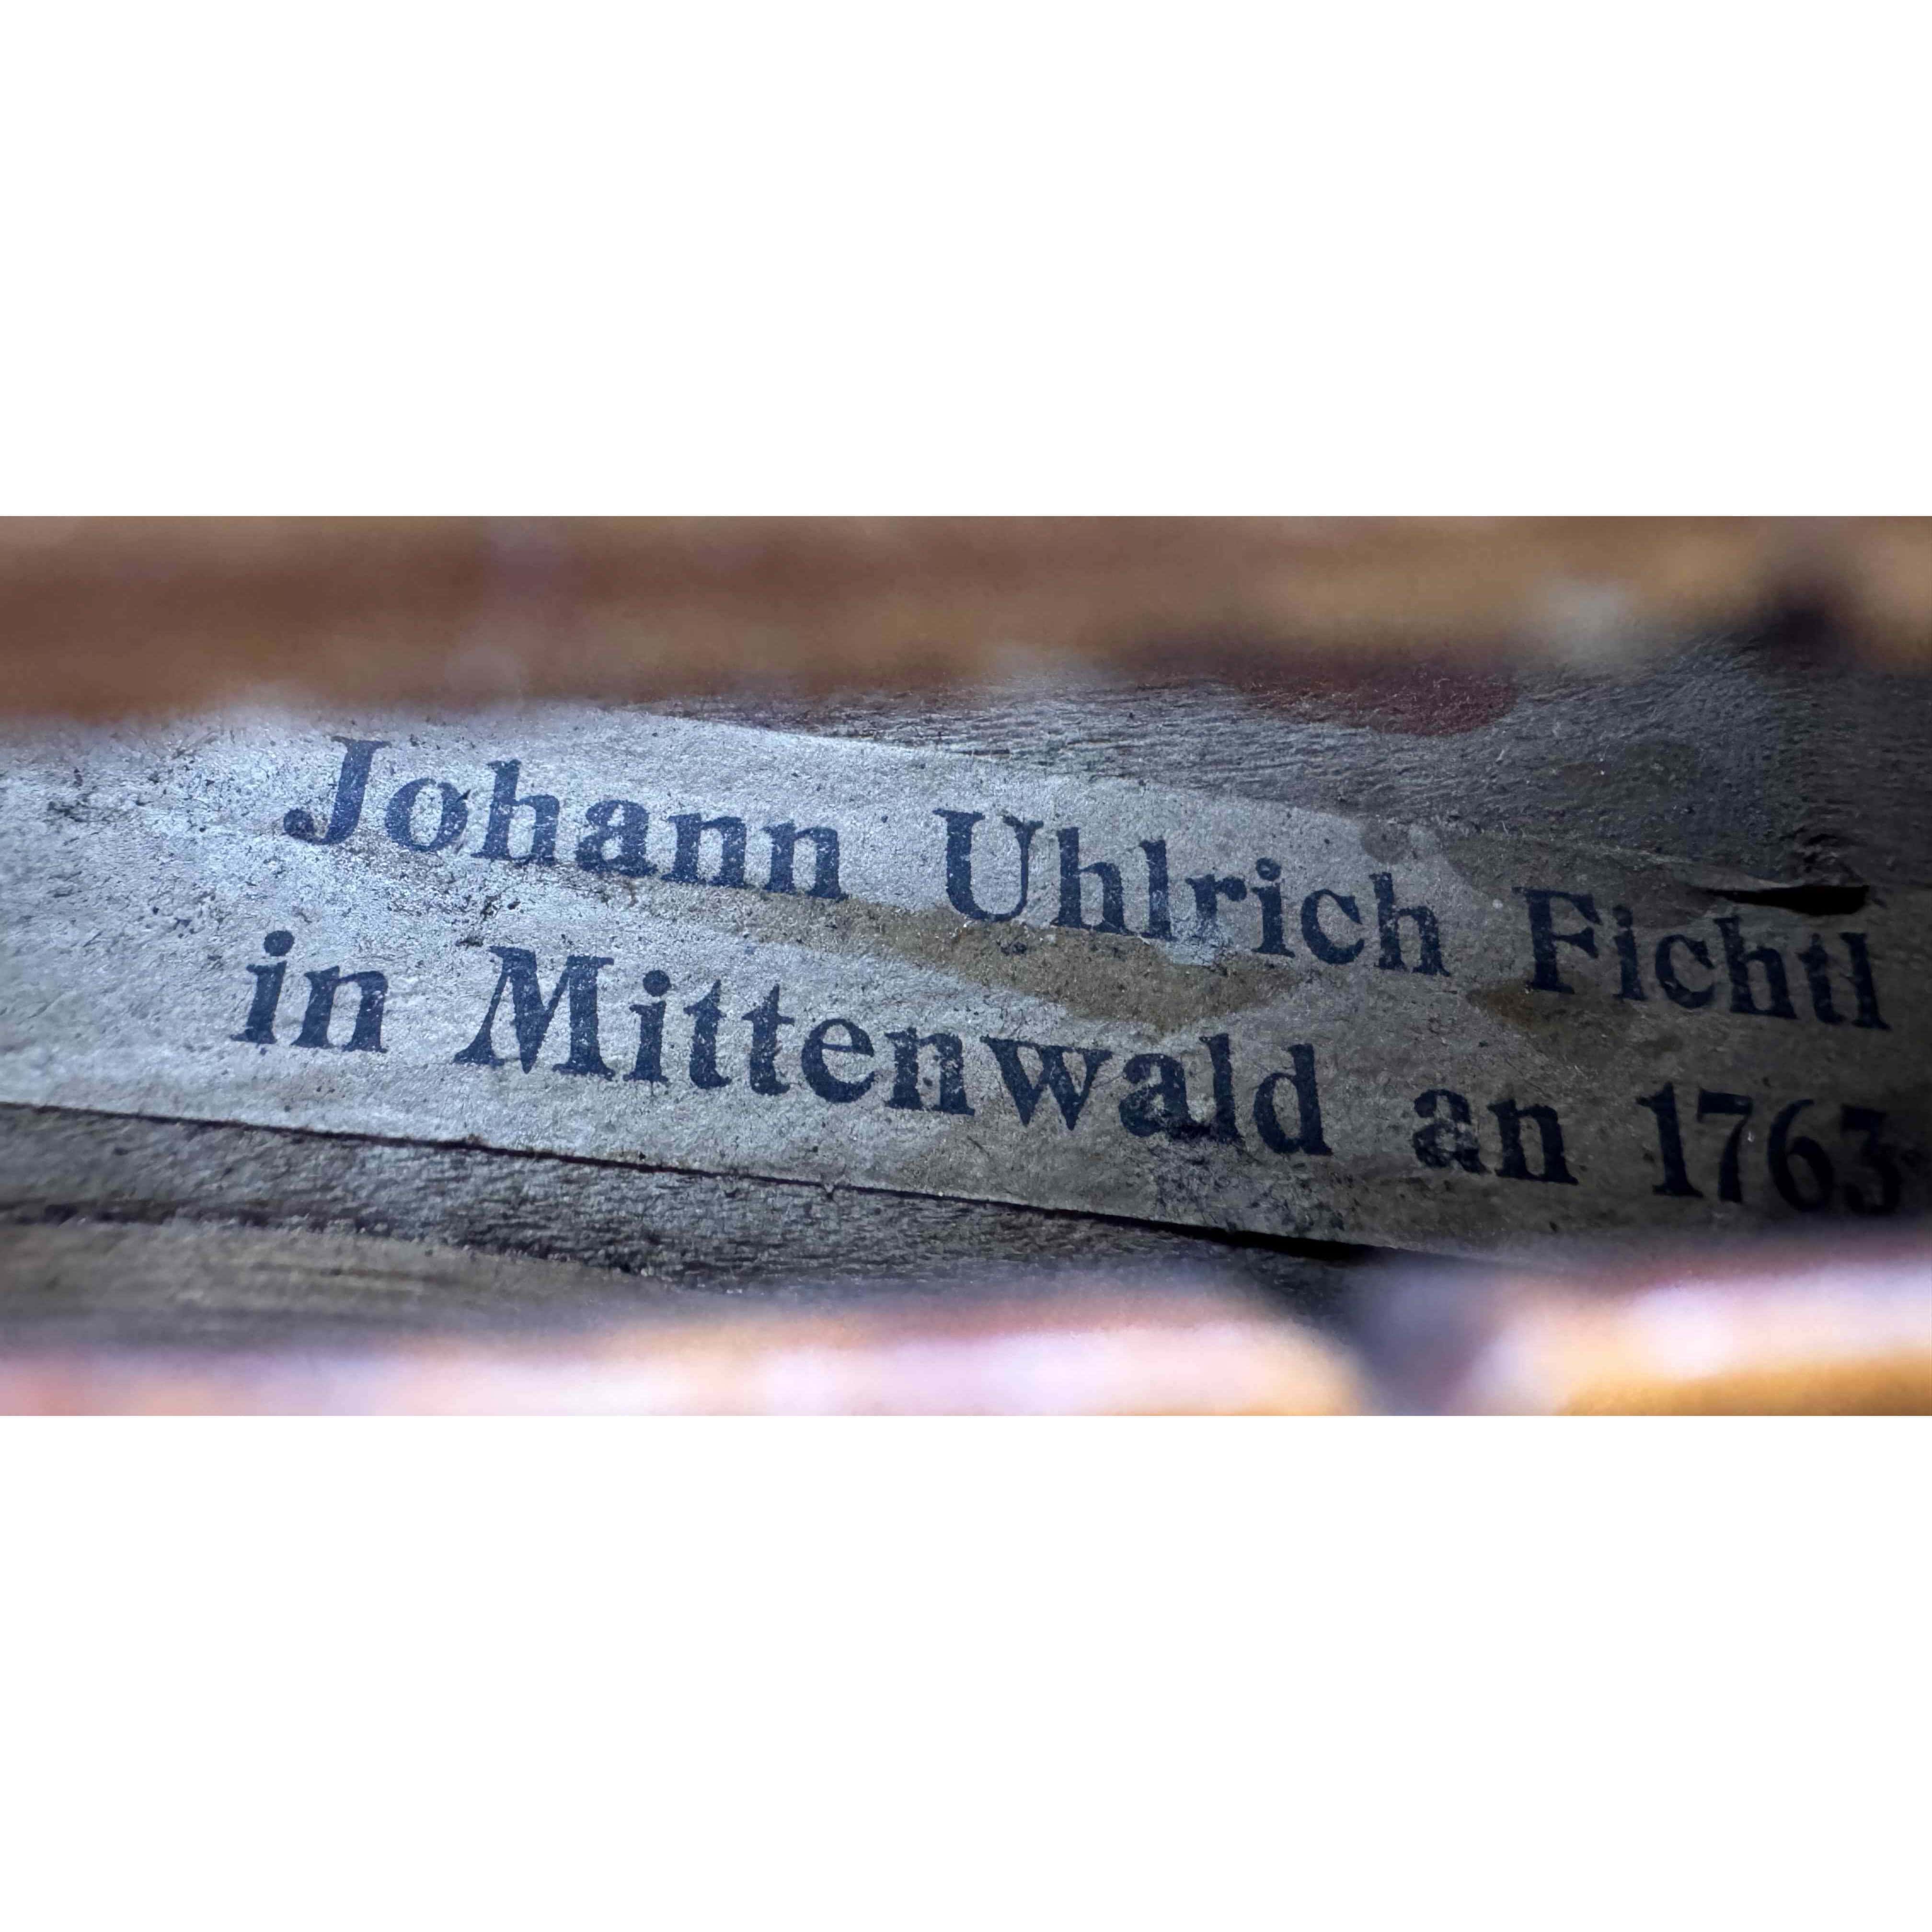 Johann Uhlrich Fichtl
in Mittenwald an 1763